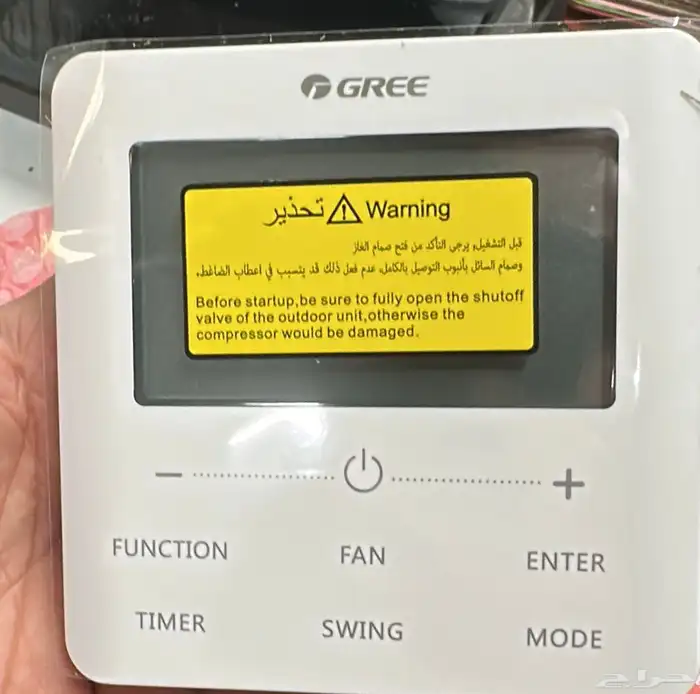 GREE
تحذير Warning
قبل التشغيل، يرجى التأكد من فتح صمام الغاز
وصمام السائل بأنبوب التوصيل بالكامل، عدم فعل ذلك قد يتسبب في اعطاب الضاغط.
Before startup,be sure to fully open the shutoff
valve of the outdoor unit,otherwise the
compressor would be damaged.
FUNCTION FAN ENTER
TIMER SWING MODE
حراج